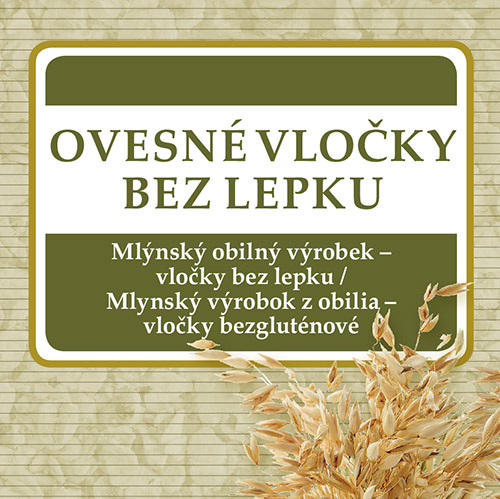 OVESNÉ VLOČKY
BEZ LEPKU
Mlýnský obilný výrobek –
vločky bez lepku /
Mlynský výrobok z obilia –
vločky bezgluténové